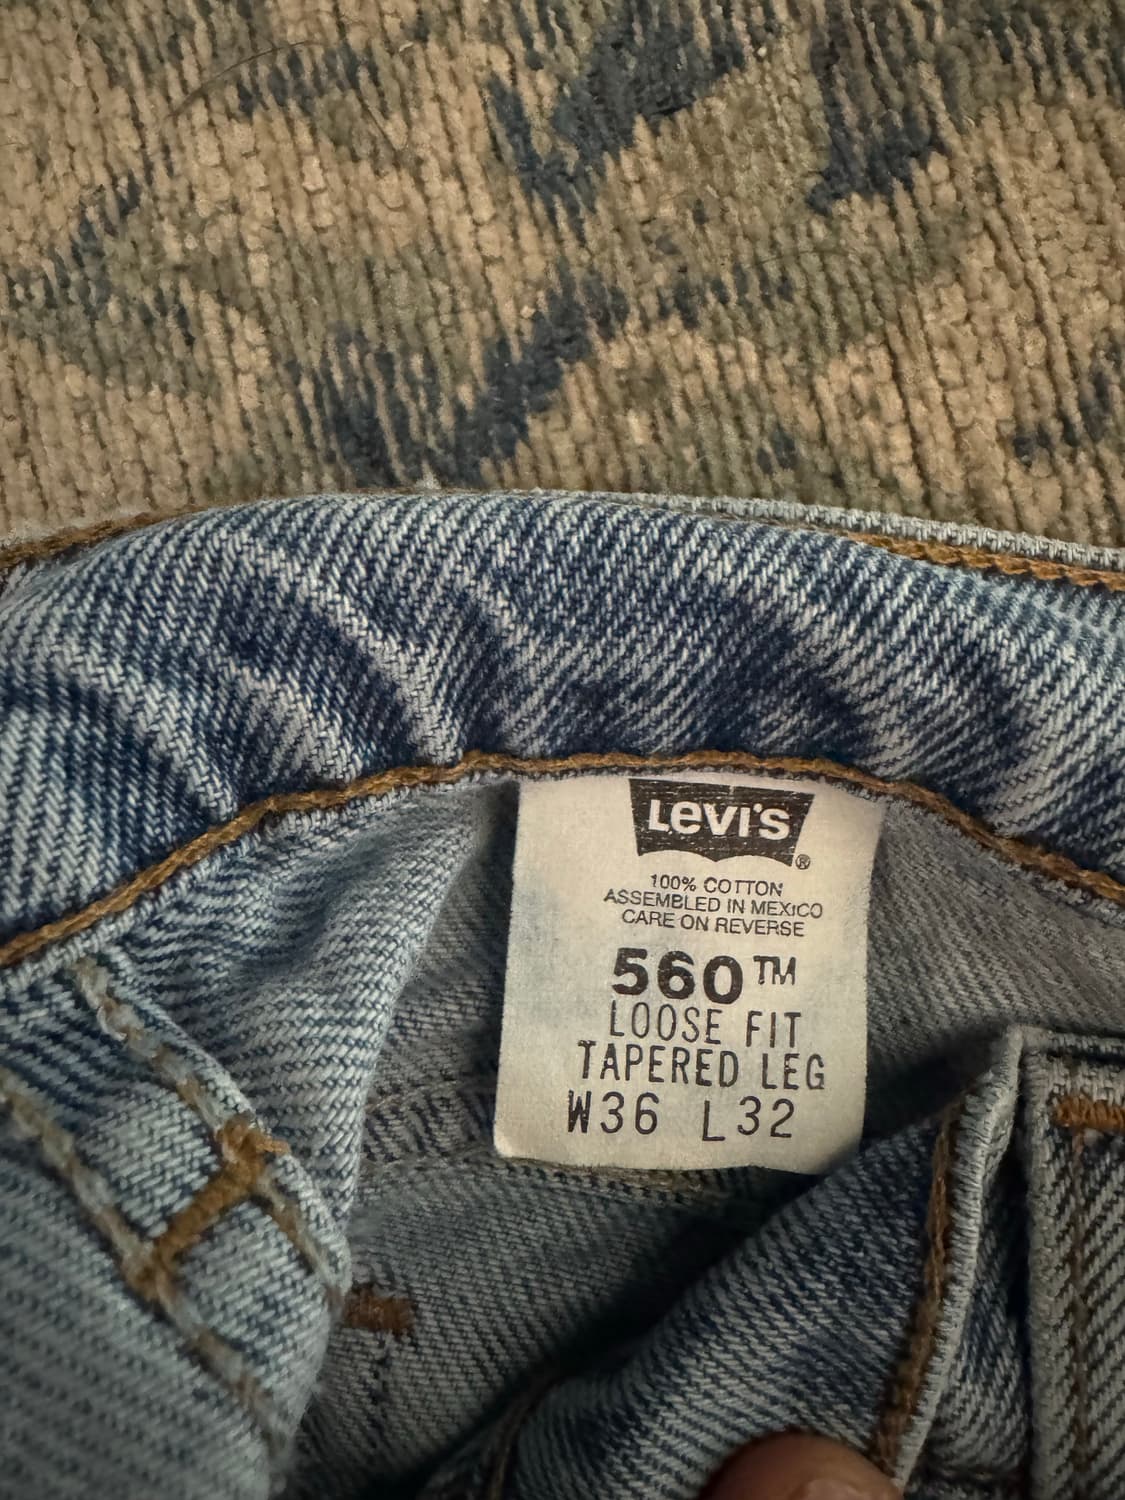 LEVI'S ®
100% COTTON
ASSEMBLED IN MEXICO
CARE ON REVERSE
560™
LOOSE FIT
TAPERED LEG
W36 L32